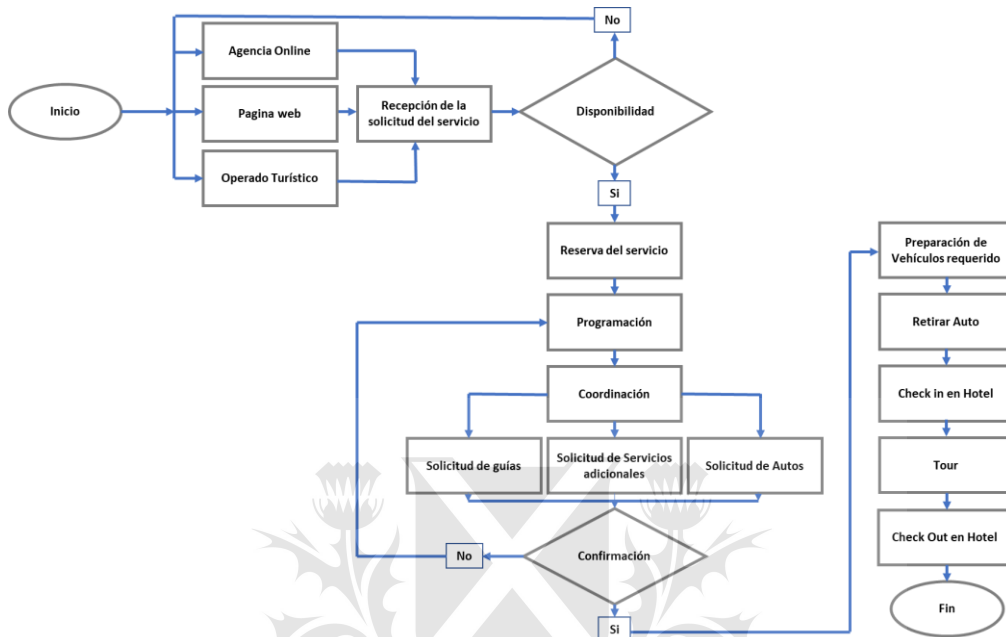 No
Agencia Online
Inicio
Pagina web
Recepción de la
solicitud del servicio
Disponibilidad
Operado Turístico
Si
Reserva del servicio
Programación
Coordinación
Solicitud de guías
Solicitud de Servicios
adicionales
Solicitud de Autos
Confirmación
No
Si
Preparación de
Vehículos requerido
Retirar Auto
Check in en Hotel
Tour
Check Out en Hotel
Fin